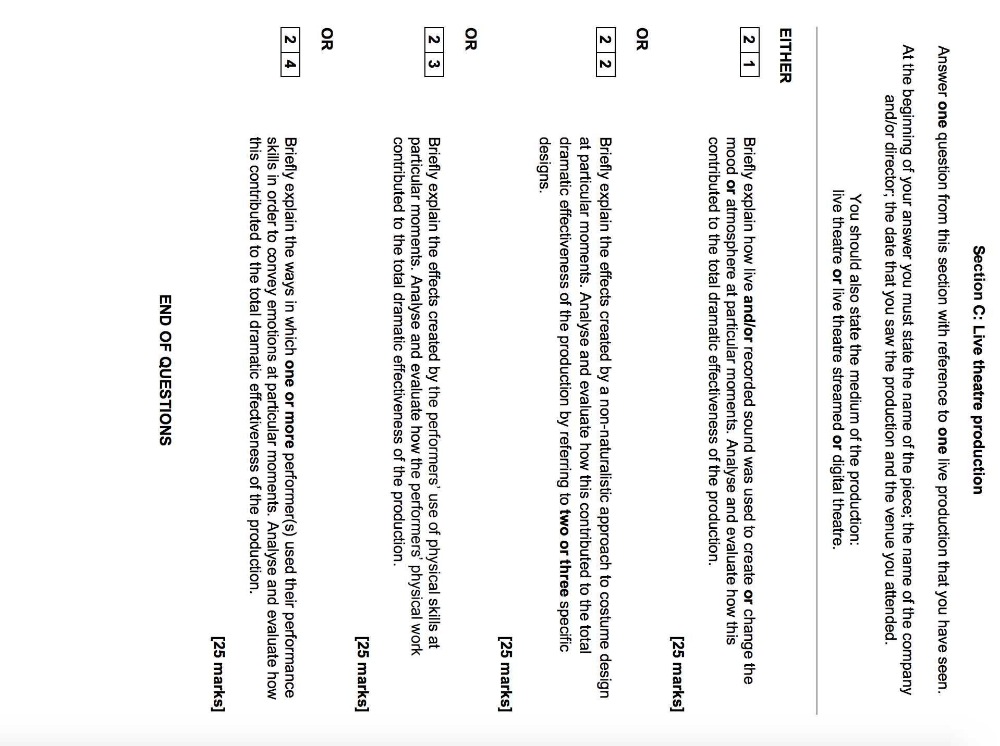 Section C: Live theatre production
Answer one question from this section with reference to one live production that you have seen.
At the beginning of your answer you must state the name of the piece; the name of the company
and/or director; the date that you saw the production and the venue you attended.
You should also state the medium of the production:
live theatre or live theatre streamed or digital theatre.
EITHER
2 1 Briefly explain how live and/or recorded sound was used to create or change the
mood or atmosphere at particular moments. Analyse and evaluate how this
contributed to the total dramatic effectiveness of the production.
[25 marks]
OR
2 2 Briefly explain the effects created by a non-naturalistic approach to costume design
at particular moments. Analyse and evaluate how this contributed to the total
dramatic effectiveness of the production by referring to two or three specific
designs.
[25 marks]
OR
2 3 Briefly explain the effects created by the performers’ use of physical skills at
particular moments. Analyse and evaluate how the performers’ physical work
contributed to the total dramatic effectiveness of the production.
[25 marks]
OR
2 4 Briefly explain the ways in which one or more performer(s) used their performance
skills in order to convey emotions at particular moments. Analyse and evaluate how
this contributed to the total dramatic effectiveness of the production.
[25 marks]
END OF QUESTIONS